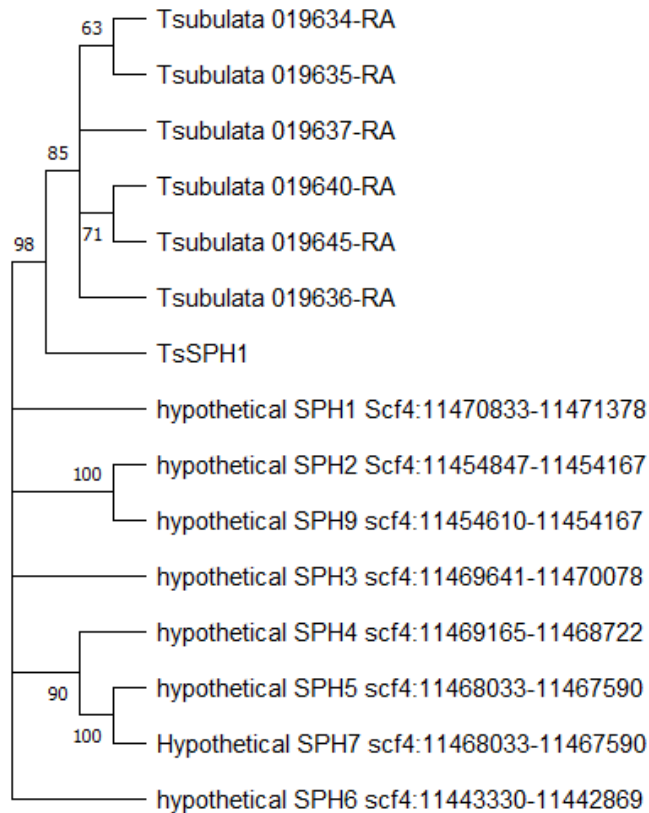 63
Tsubulata 019634-RA
Tsubulata 019635-RA
Tsubulata 019637-RA
85
Tsubulata 019640-RA
71
Tsubulata 019645-RA
98
Tsubulata 019636-RA
TsSPH1
hypothetical SPH1 Scf4:11470833-11471378
100
hypothetical SPH2 Scf4:11454847-11454167
hypothetical SPH9 scf4:11454610-11454167
hypothetical SPH3 scf4:11469641-11470078
hypothetical SPH4 scf4:11469165-11468722
90
hypothetical SPH5 scf4:11468033-11467590
100
Hypothetical SPH7 scf4:11468033-11467590
hypothetical SPH6 scf4:11443330-11442869